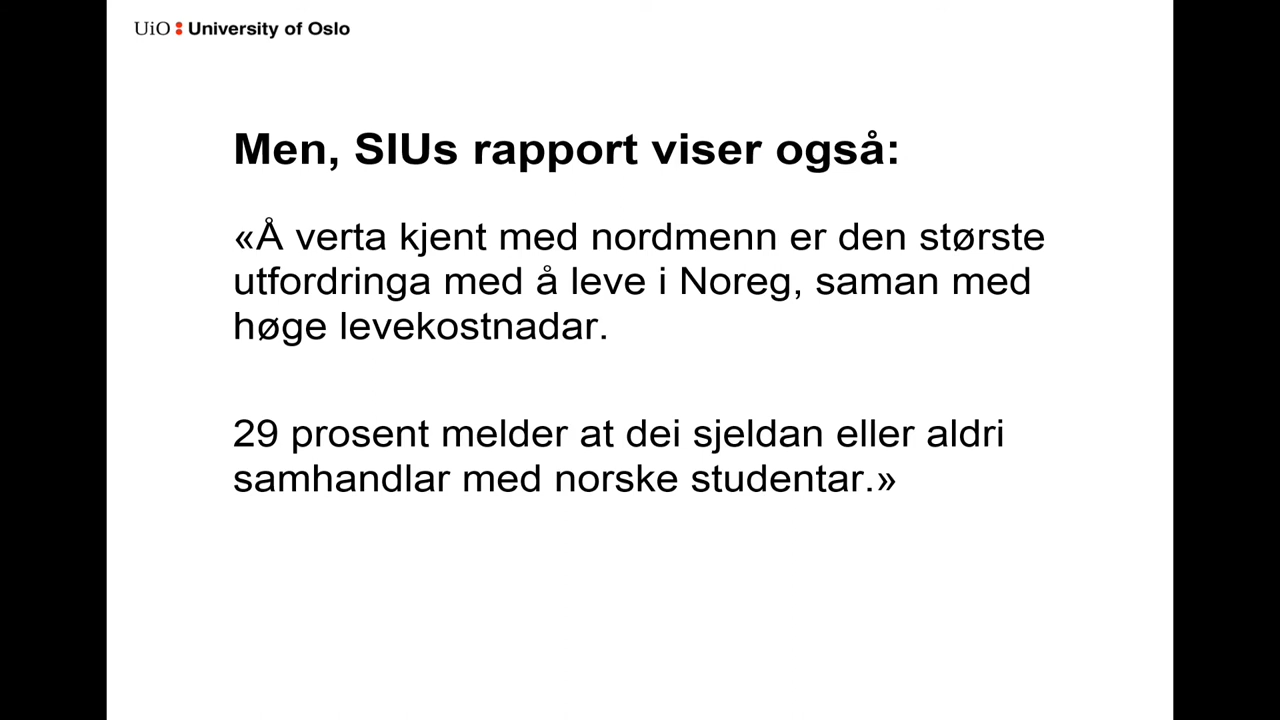 UiO University of Oslo
Men, SIUs rapport viser også:
«Å verta kjent med nordmenn er den største
utfordringa med å leve i Noreg, saman med
høge levekostnadar.
29 prosent melder at dei sjeldan eller aldri
samhandlar med norske studentar.»